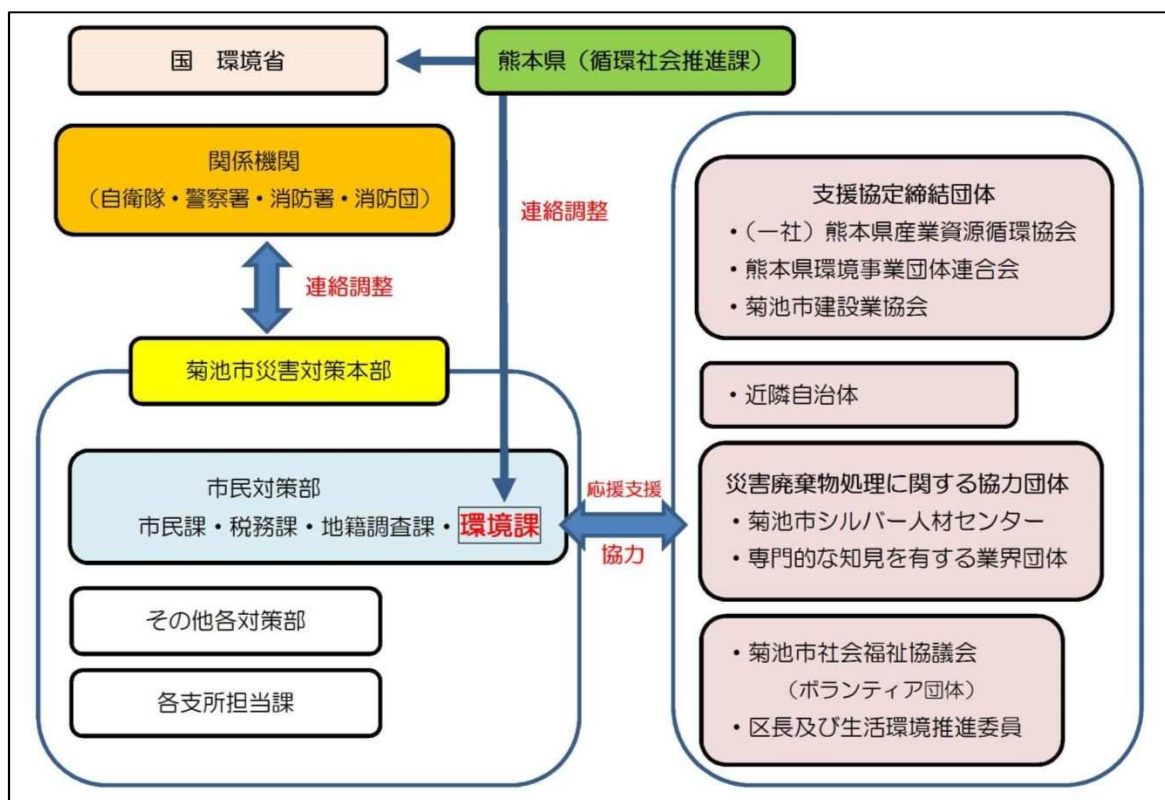 国　環境省
熊本県（循環社会推進課）
関係機関
（自衛隊・警察署・消防署・消防団）
連絡調整
連絡調整
菊池市災害対策本部
市民対策部
市民課・税務課・地籍調査課・環境課
その他各対策部
各支所担当課
応援支援
協力
支援協定締結団体
・（一社）熊本県産業資源循環協会
・熊本県環境事業団体連合会
・菊池市建設業協会
・近隣自治体
災害廃棄物処理に関する協力団体
・菊池市シルバー人材センター
・専門的な知見を有する業界団体
・菊池市社会福祉協議会
（ボランティア団体）
・区長及び生活環境推進委員